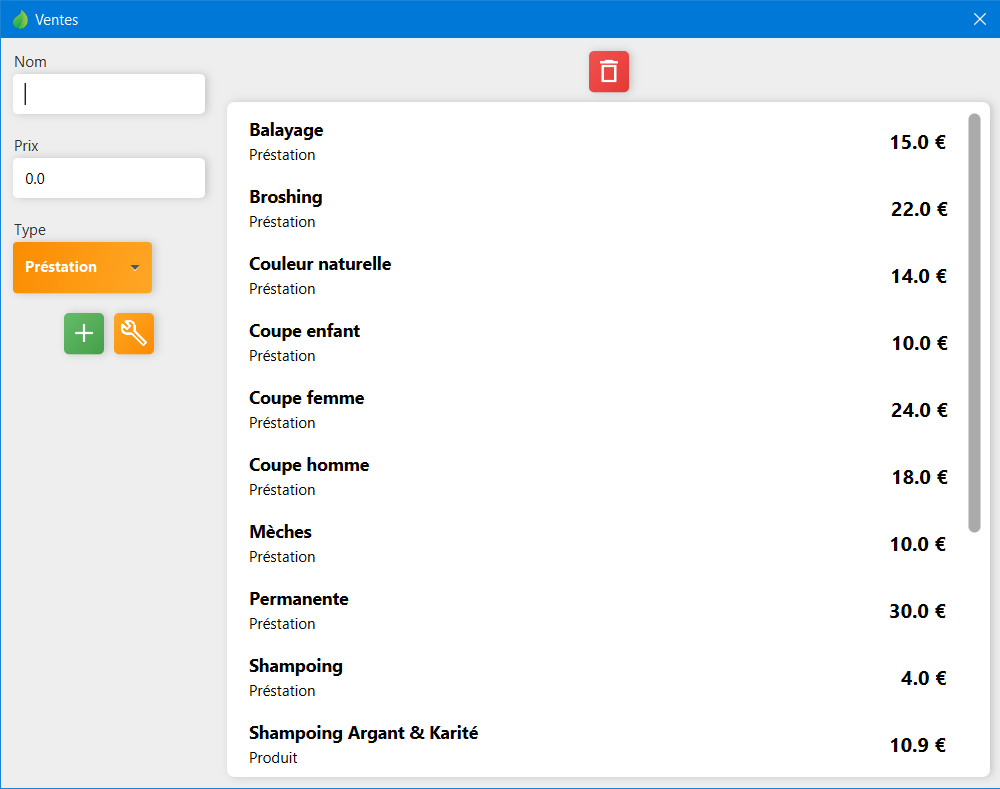 Ventes
Nom
Prix
0.0
Type
Préstation
Balayage
Préstation
15.0 €
Broshing
Préstation
22.0 €
Couleur naturelle
Préstation
14.0 €
Coupe enfant
Préstation
10.0 €
Coupe femme
Préstation
24.0 €
Coupe homme
Préstation
18.0 €
Mèches
Préstation
10.0 €
Permanente
Préstation
30.0 €
Shampoing
Préstation
4.0 €
Shampoing Argant & Karité
Produit
10.9 €